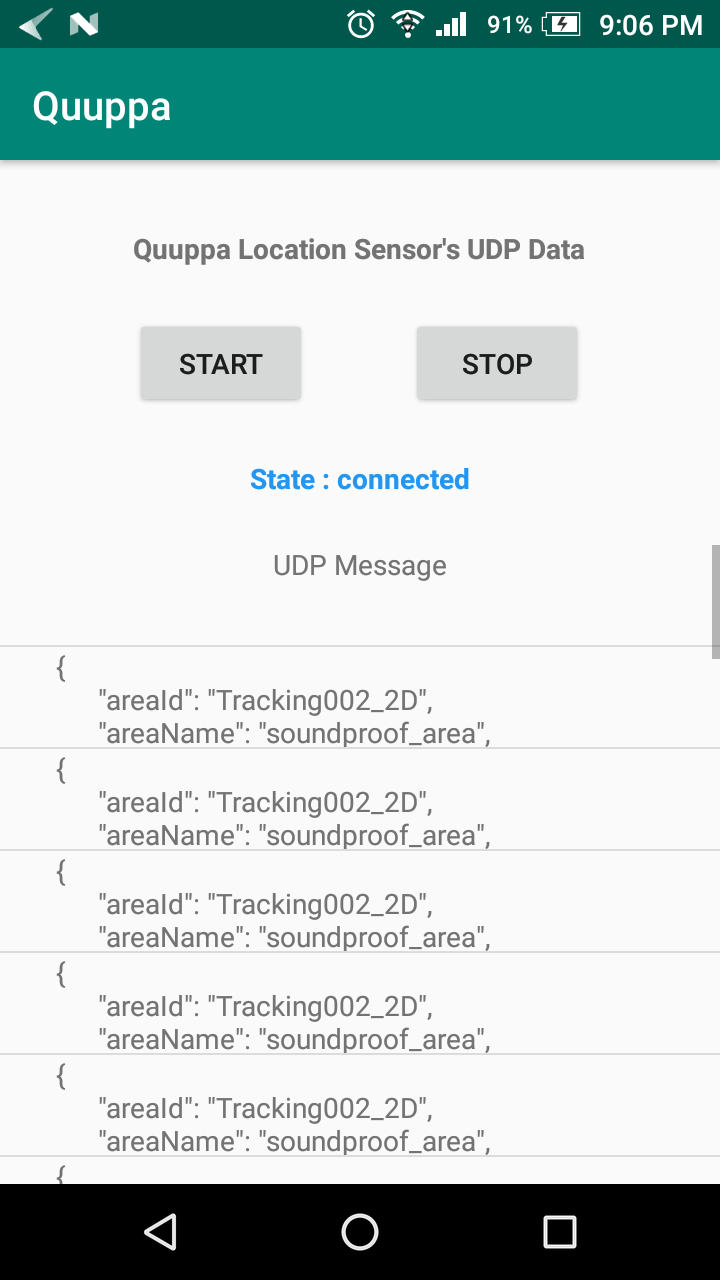 91%
9:06 PM
Quuppa
Quuppa Location Sensor's UDP Data
START
STOP
State : connected
UDP Message
{
"areaId": "Tracking002_2D",
"areaName": "soundproof_area",
{
"areaId": "Tracking002_2D",
"areaName": "soundproof_area",
{
"areaId": "Tracking002_2D",
"areaName": "soundproof_area",
{
"areaId": "Tracking002_2D",
"areaName": "soundproof_area",
{
"areaId": "Tracking002_2D",
"areaName": "soundproof_area",
{